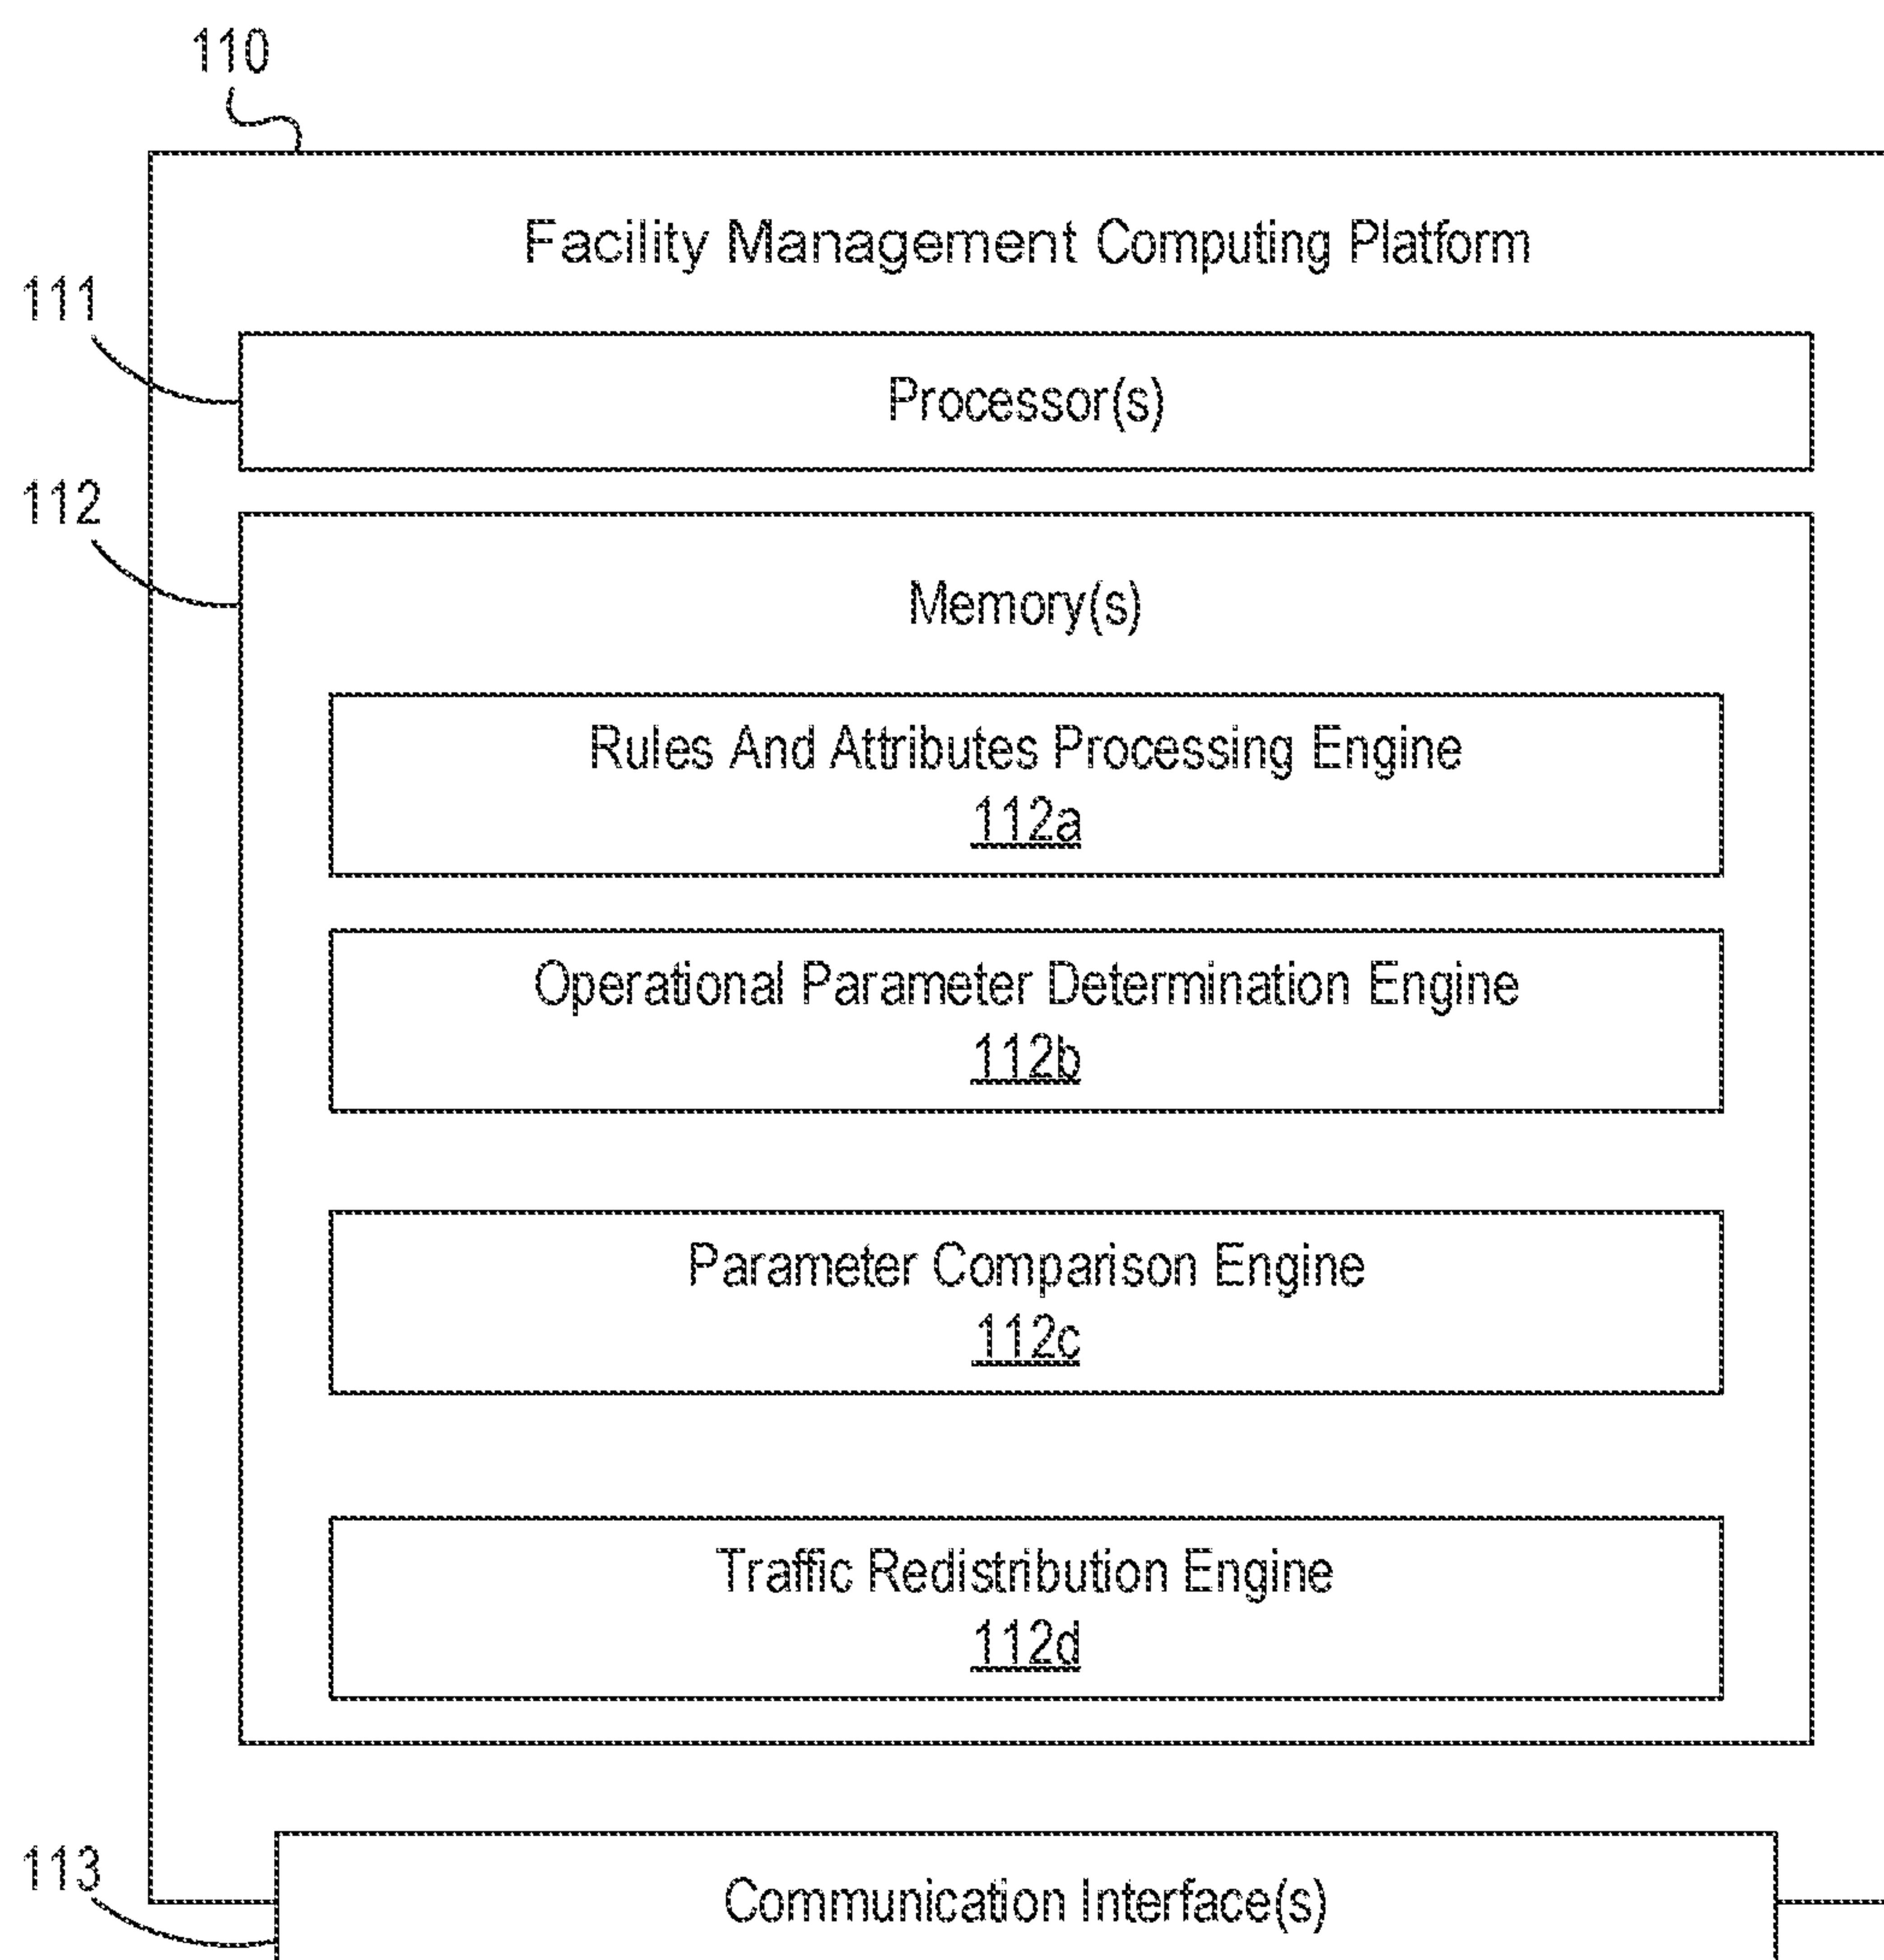 110
Facility Management Computing Platform
111
Processor(s)
112
Memory(s)
Rules And Attributes Processing Engine
112a
Operational Parameter Determination Engine
112b
Parameter Comparison Engine
112c
Traffic Redistribution Engine
112d
113
Communication Interface(s)